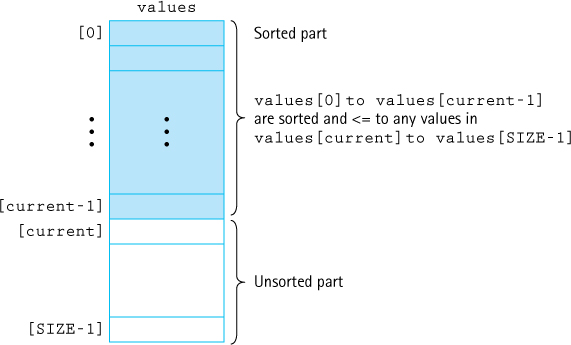 values
[0]
Sorted part
values[0] to values[current-1]
are sorted and <= to any values in
values[current] to values[SIZE-1]
[current-1]
[current]
Unsorted part
[SIZE-1]